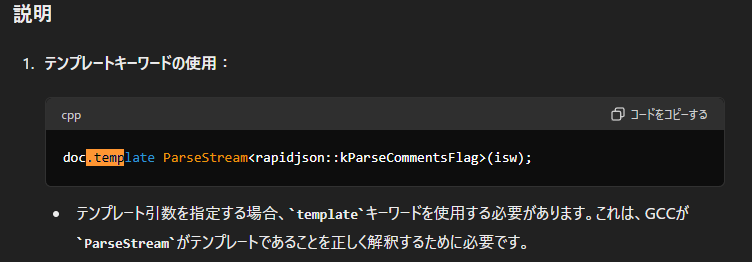 説明
1. テンプレートキーワードの使用：
cpp
コードをコピーする
doc.template ParseStream<rapidjson::kParseCommentsFlag>(isw);
• テンプレート引数を指定する場合、`template`キーワードを使用する必要があります。これは、GCCが
`ParseStream`がテンプレートであることを正しく解釈するために必要です。